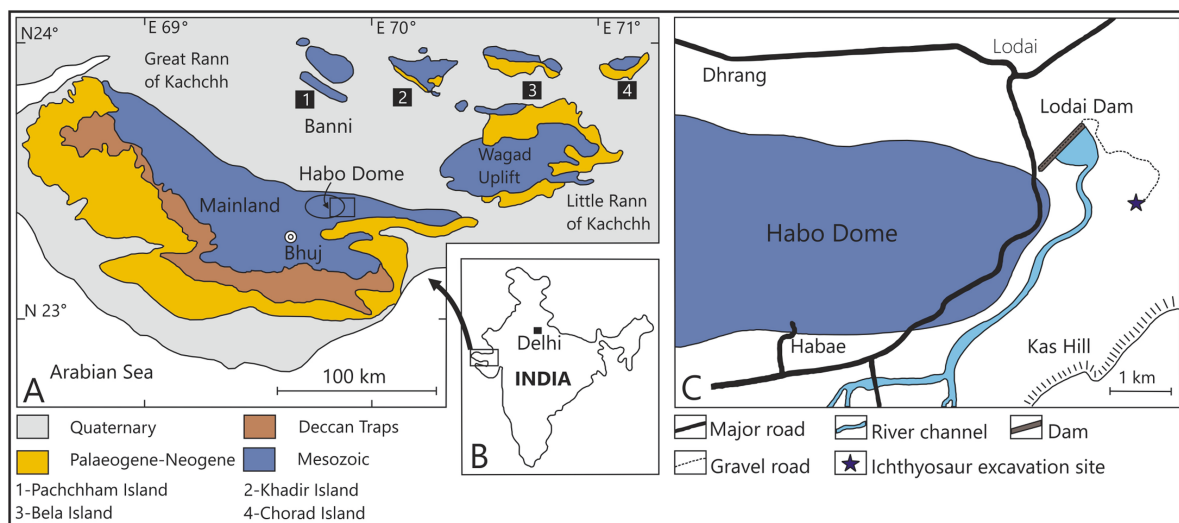 E 69°
E 70°
E 71°
N24°
Great Rann
of Kachchh
1
2
3
4
Banni
Wagad
Uplift
Habo Dome
Mainland
Little Rann
of Kachchh
Bhuj
N 23°
Arabian Sea
100 km
A
Delhi
INDIA
B
Lodai
Dhrang
Lodai Dam
Habo Dome
Habae
Kas Hill
1 km
C
Quaternary
Deccan Traps
Palaeogene-Neogene
Mesozoic
1-Pachchham Island
2-Khadir Island
3-Bela Island
4-Chorad Island
Major road
River channel
Dam
Gravel road
Ichthyosaur excavation site